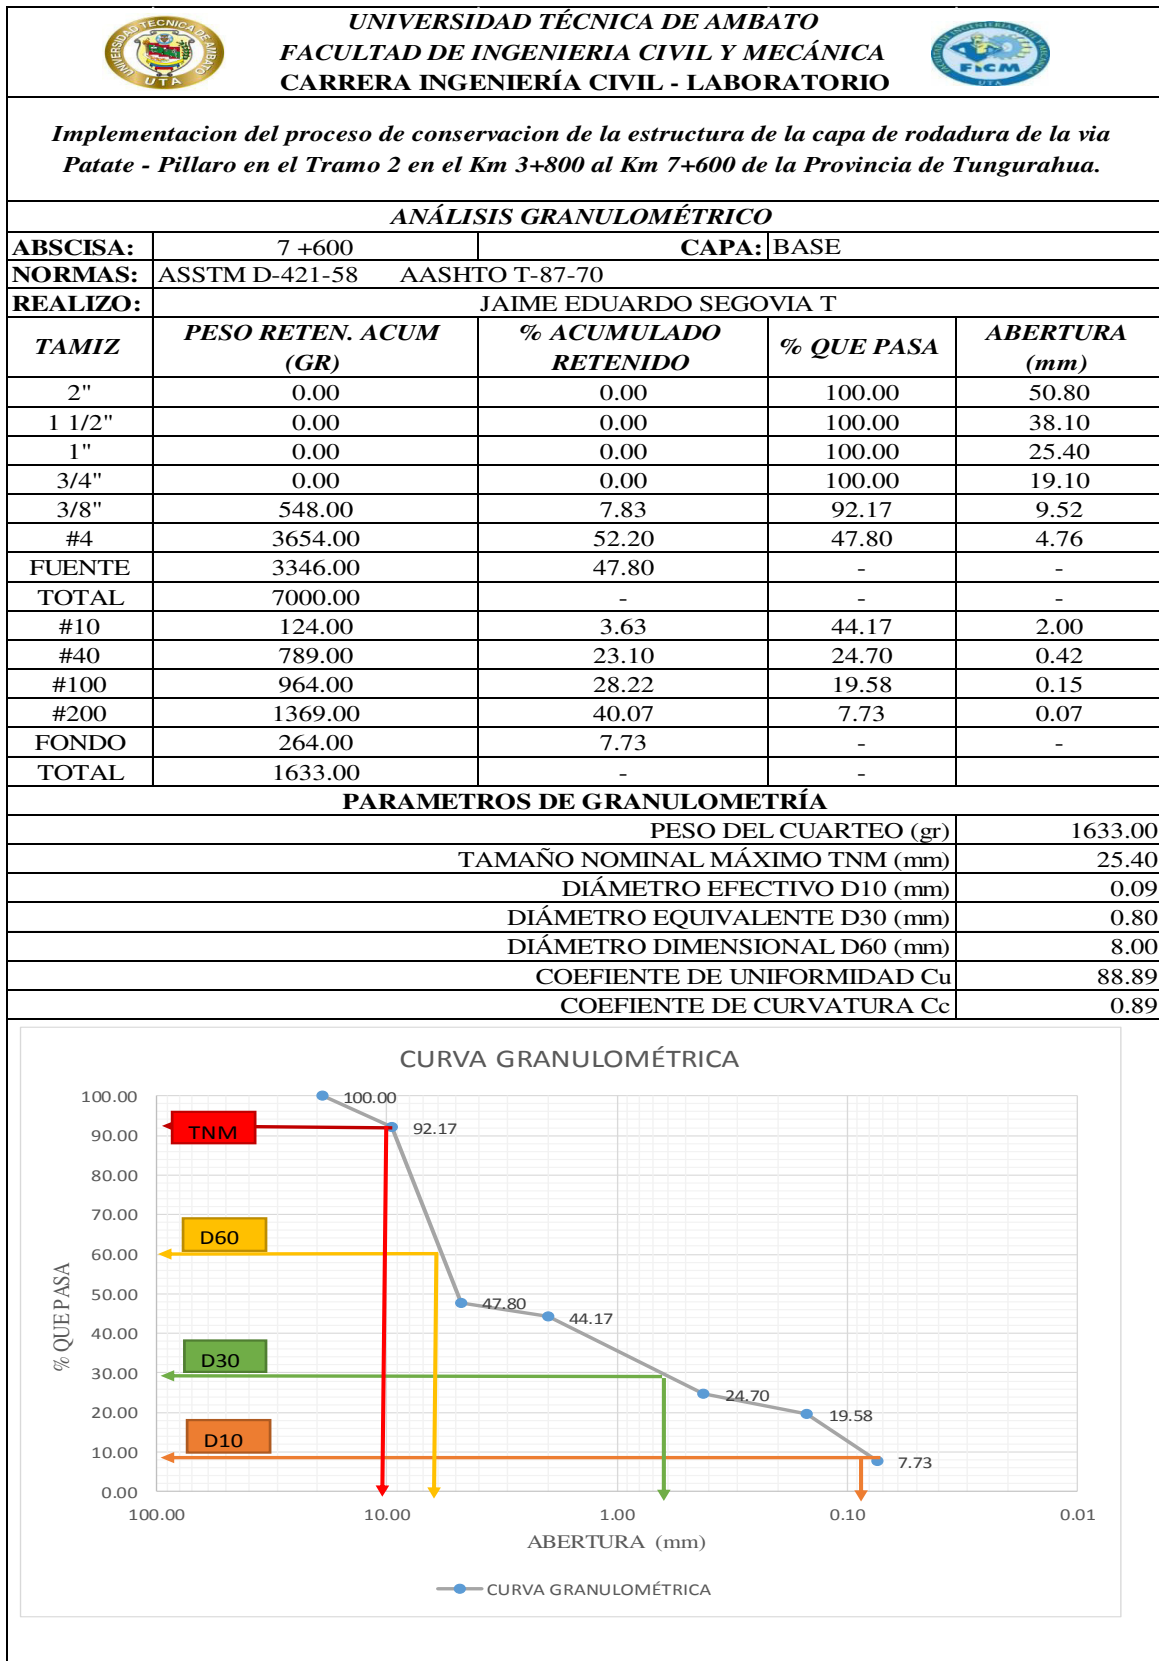 UNIVERSIDAD TÉCNICA DE AMBATO
FACULTAD DE INGENIERIA CIVIL Y MECÁNICA
CARRERA INGENIERÍA CIVIL - LABORATORIO
UNIVERSIDAD TECNICA DE AMBATO
UTA
FICM
UTA
Implementacion del proceso de conservacion de la estructura de la capa de rodadura de la via
Patate - Pillaro en el Tramo 2 en el Km 3+800 al Km 7+600 de la Provincia de Tungurahua.
ANÁLISIS GRANULOMÉTRICO
ABSCISA: 7 +600 CAPA: BASE
NORMAS: ASSTM D-421-58 AASHTO T-87-70
REALIZO: JAIME EDUARDO SEGOVIA T
TAMIZ PESO RETEN. ACUM (GR) % ACUMULADO RETENIDO % QUE PASA ABERTURA (mm)
2" 0.00 0.00 100.00 50.80
1 1/2" 0.00 0.00 100.00 38.10
1" 0.00 0.00 100.00 25.40
3/4" 0.00 0.00 100.00 19.10
3/8" 548.00 7.83 92.17 9.52
#4 3654.00 52.20 47.80 4.76
FUENTE 3346.00 47.80 - -
TOTAL 7000.00 - - -
#10 124.00 3.63 44.17 2.00
#40 789.00 23.10 24.70 0.42
#100 964.00 28.22 19.58 0.15
#200 1369.00 40.07 7.73 0.07
FONDO 264.00 7.73 - -
TOTAL 1633.00 - -
PARAMETROS DE GRANULOMETRÍA
PESO DEL CUARTEO (gr) 1633.00
TAMAÑO NOMINAL MÁXIMO TNM (mm) 25.40
DIÁMETRO EFECTIVO D10 (mm) 0.09
DIÁMETRO EQUIVALENTE D30 (mm) 0.80
DIÁMETRO DIMENSIONAL D60 (mm) 8.00
COEFIENTE DE UNIFORMIDAD Cu 88.89
COEFIENTE DE CURVATURA Cc 0.89
CURVA GRANULOMÉTRICA
% QUE PASA
100.00
90.00
80.00
70.00
60.00
50.00
40.00
30.00
20.00
10.00
0.00
TNM
D60
D30
D10
100.00
92.17
47.80
44.17
24.70
19.58
7.73
100.00 10.00 1.00 0.10 0.01
ABERTURA (mm)
CURVA GRANULOMÉTRICA